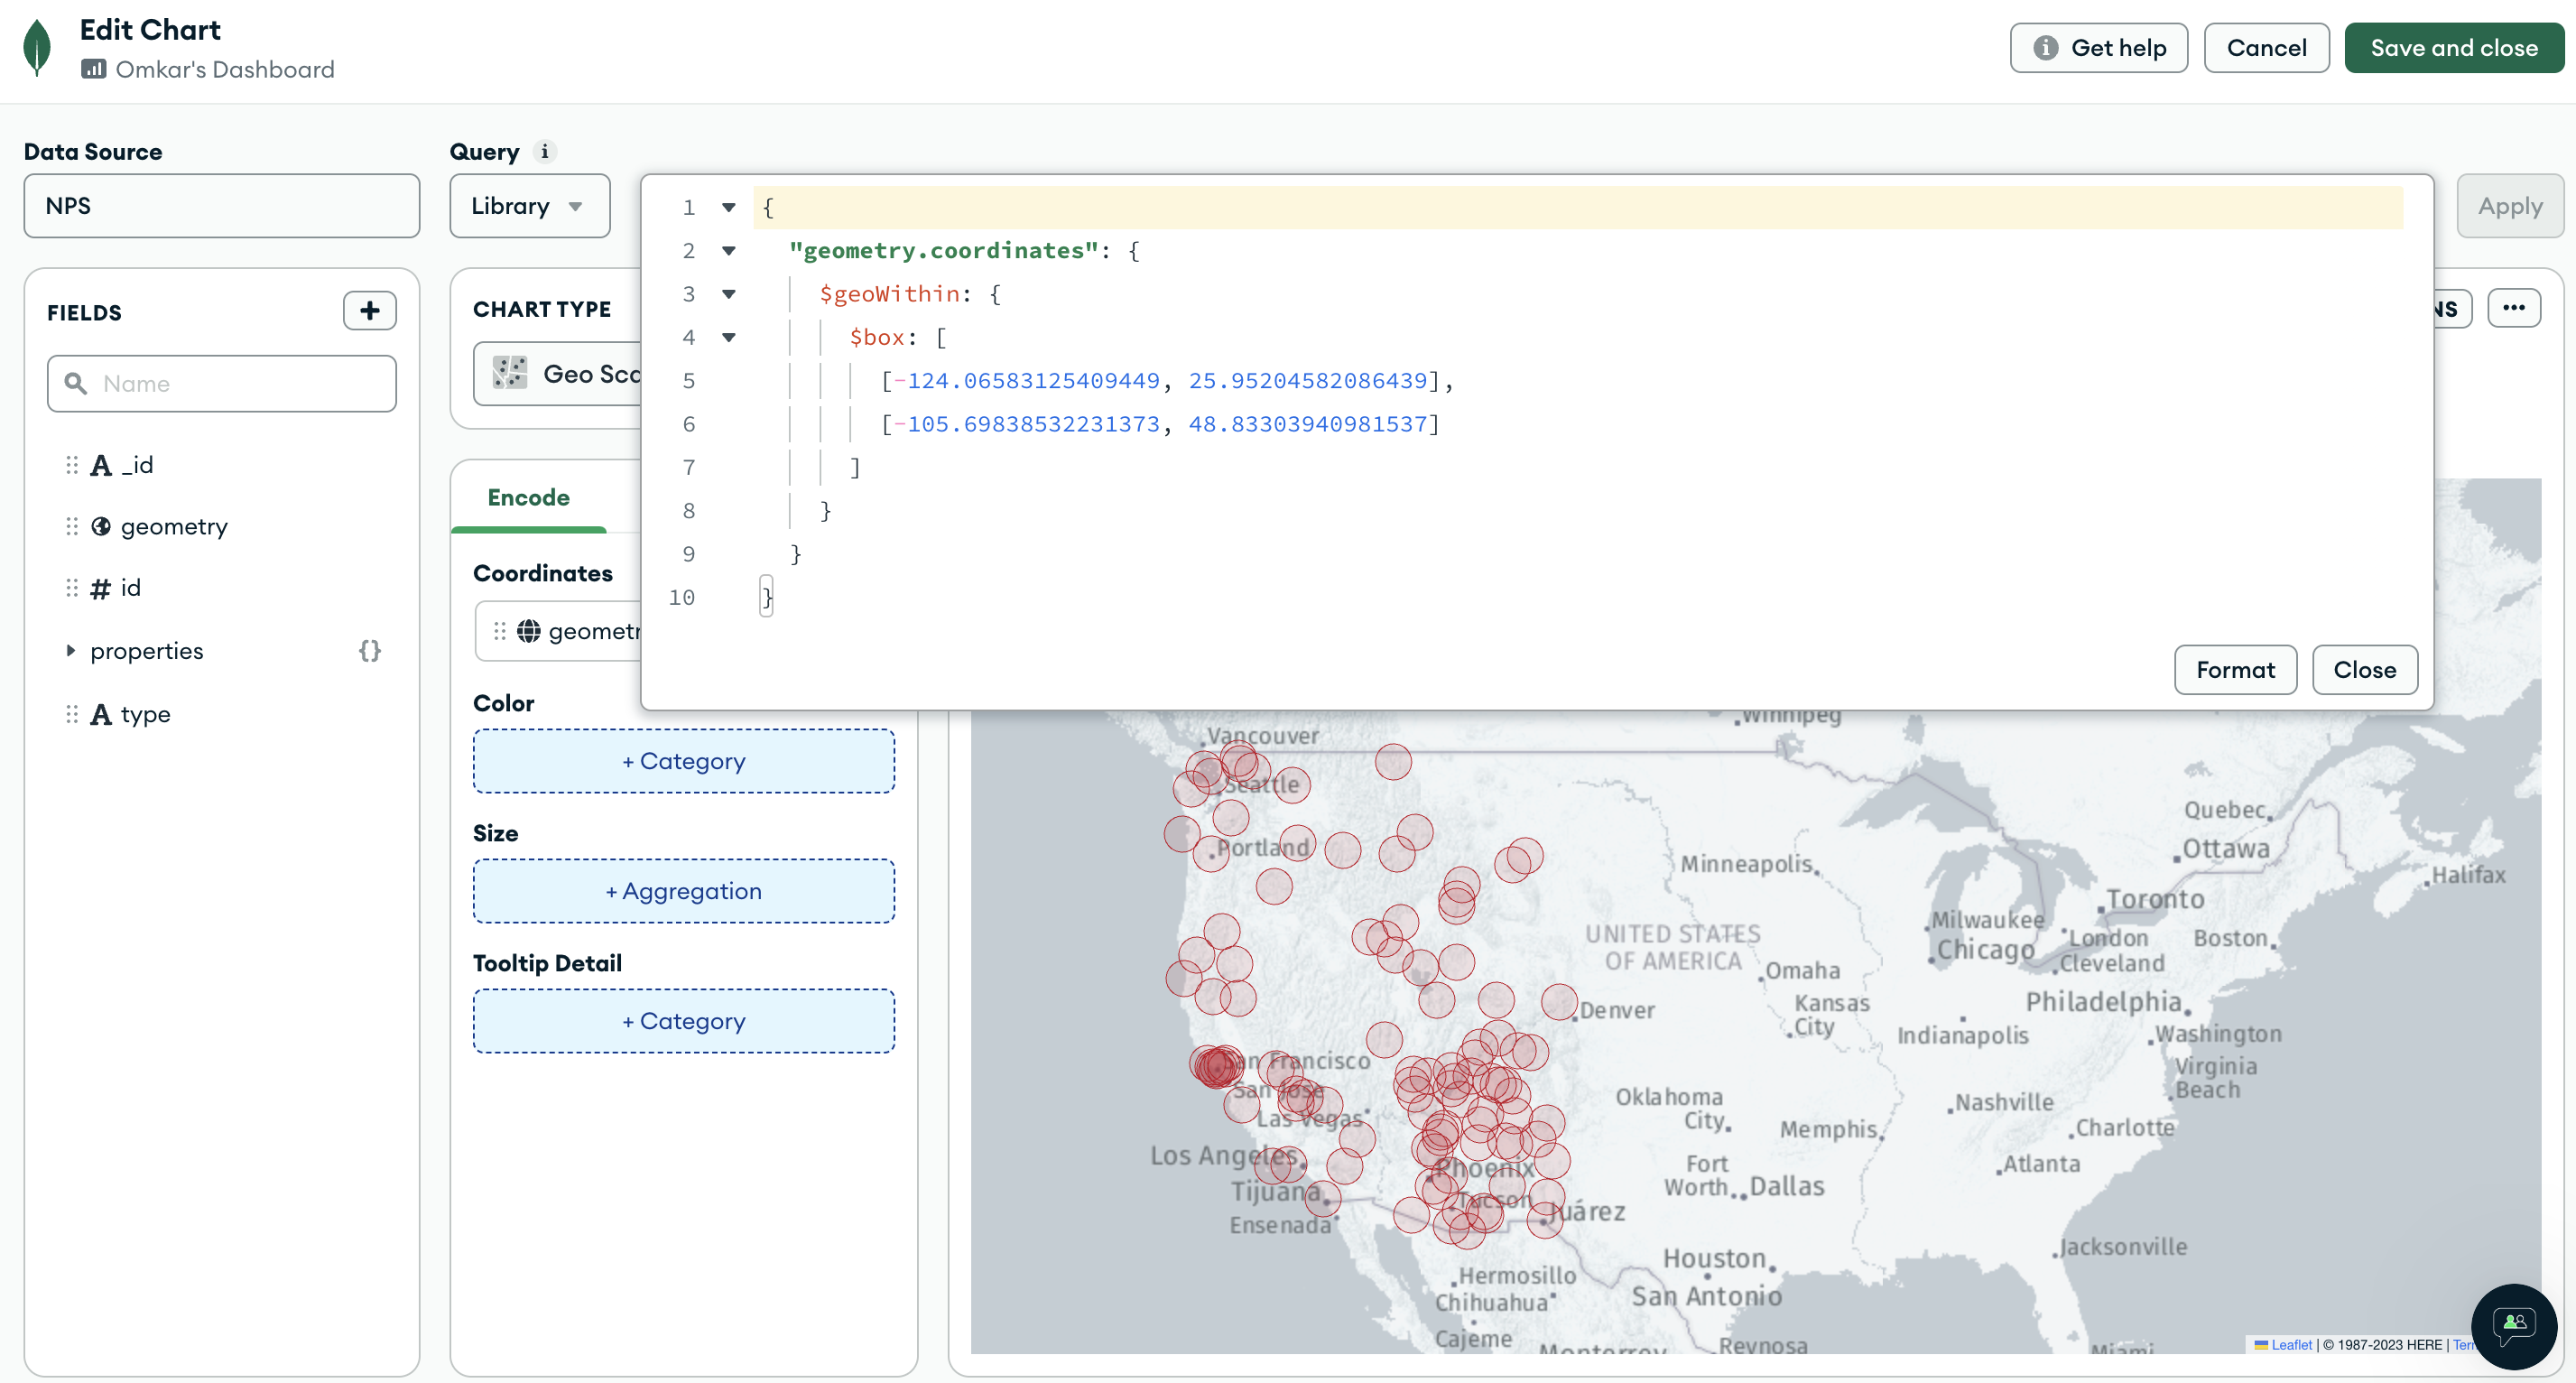 Edit Chart
Omkar's Dashboard
Get help
Cancel
Save and close
Data Source
NPS
Query
Library
Apply
FIELDS
Name
_id
geometry
id
properties {}
type
CHART TYPE
Geo Sca
Encode
Coordinates
geometr
Color
+ Category
Size
+ Aggregation
Tooltip Detail
+ Category
1 {
2 "geometry.coordinates": {
3 $geoWithin: {
4 $box: [
5 [-124.06583125409449, 25.95204582086439],
6 [-105.69838532231373, 48.83303940981537]
7 ]
8 }
9 }
10 }
Format
Close
NS
Winnipeg
Vancouver
Seattle
Portland
Quebec
Ottawa
Minneapolis
Halifax
Toronto
UNITED STATES
OF AMERICA
Milwaukee
Chicago
London
Cleveland
Boston
Omaha
Denver
Kansas
City
Philadelphia
Indianapolis
Washington
San Francisco
San Jose
Virginia
Beach
Las Vegas
Oklahoma
City
Nashville
Memphis
Charlotte
Los Angeles
Phoenix
Fort
Worth
Dallas
Atlanta
Tijuana
Tucson
Juárez
Ensenada
Jacksonville
Houston
Hermosillo
Chihuahua
San Antonio
Cajeme
Monterrey
Reynosa
Miami
Leaflet | © 1987-2023 HERE | Term